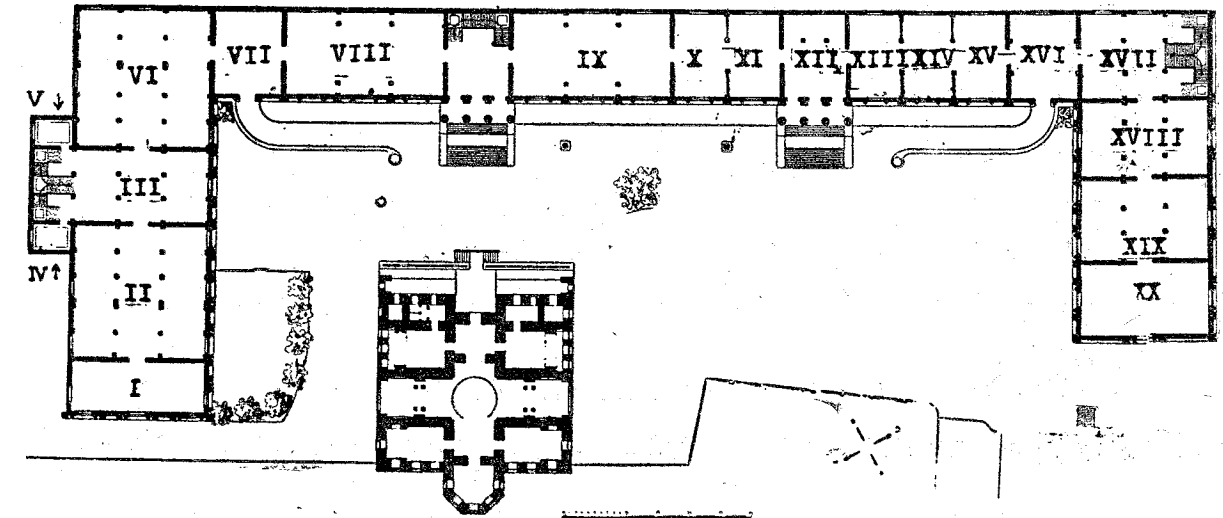 VI VII VIII IX X XI XII XIII XIV XV XVI XVII
V ↓
XVIII
III
IV ↑
XIX
II
XX
I